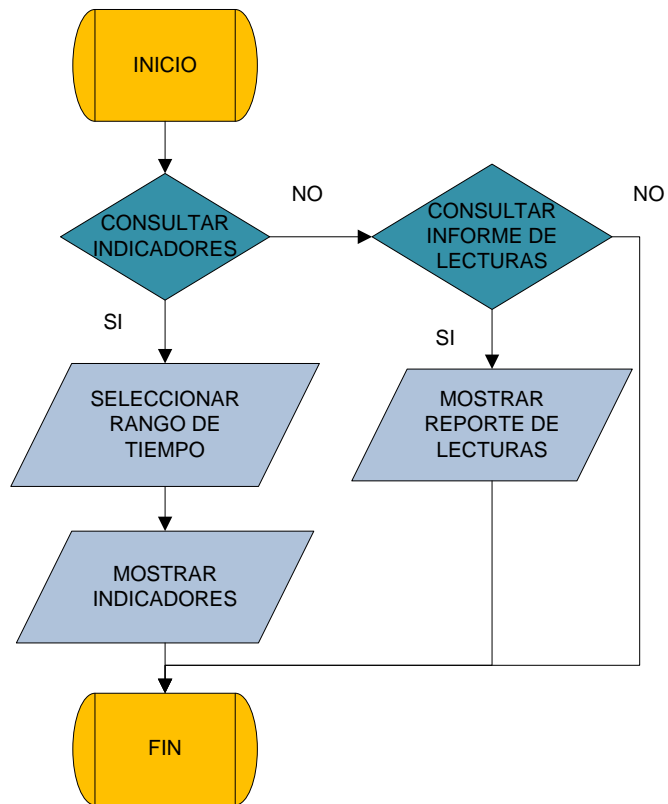 INICIO
CONSULTAR
INDICADORES
NO
CONSULTAR
INFORME DE
LECTURAS
NO
SI
SELECCIONAR
RANGO DE
TIEMPO
SI
MOSTRAR
REPORTE DE
LECTURAS
MOSTRAR
INDICADORES
FIN